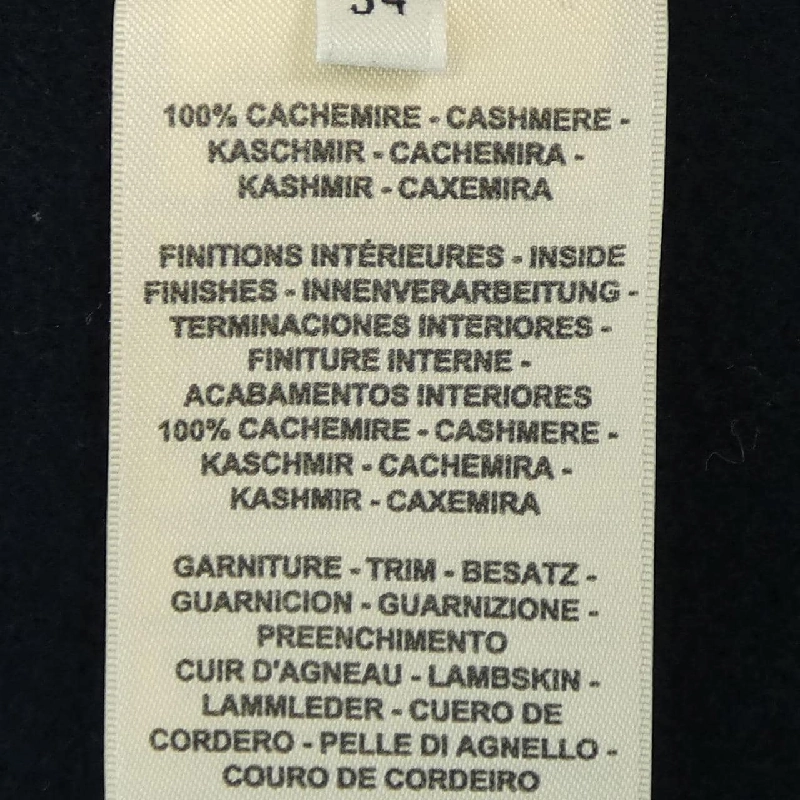 34
100% CACHEMIRE - CASHMERE -
KASCHMIR - CACHEMIRA -
KASHMIR - CAXEMIRA
FINITIONS INTÉRIEURES - INSIDE
FINISHES - INNENVERARBEITUNG -
TERMINACIONES INTERIORES -
FINITURE INTERNE -
ACABAMENTOS INTERIORES
100% CACHEMIRE - CASHMERE -
KASCHMIR - CACHEMIRA -
KASHMIR - CAXEMIRA
GARNITURE - TRIM - BESATZ -
GUARNICION - GUARNIZIONE -
PREENCHIMENTO
CUIR D'AGNEAU - LAMBSKIN -
LAMMLEDER - CUERO DE
CORDERO - PELLE DI AGNELLO -
COURO DE CORDEIRO